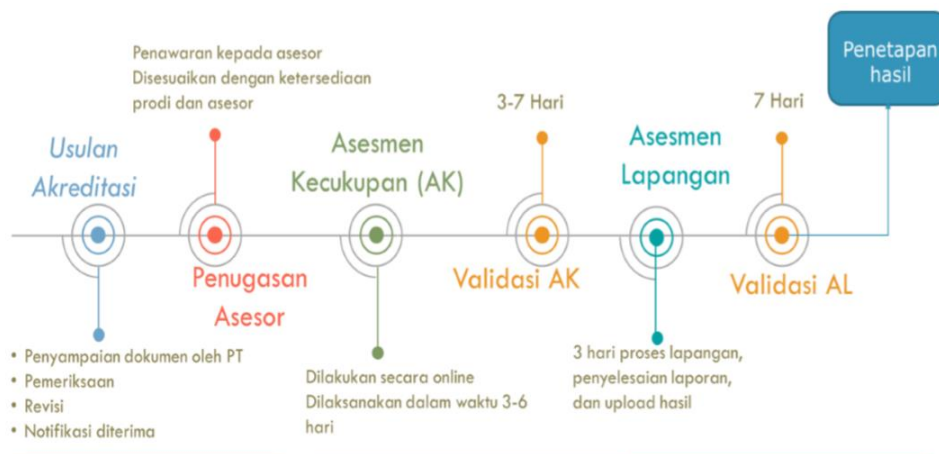 Usulan
Akreditasi
• Penyampaian dokumen oleh PT
• Pemeriksaan
• Revisi
• Notifikasi diterima
Penawaran kepada asesor
Disesuaikan dengan ketersediaan
prodi dan asesor
Penugasan
Asesor
Asesmen
Kecukupan (AK)
Dilakukan secara online
Dilaksanakan dalam waktu 3-6
hari
3-7 Hari
Validasi AK
Asesmen
Lapangan
3 hari proses lapangan,
penyelesaian laporan,
dan upload hasil
7 Hari
Validasi AL
Penetapan
hasil